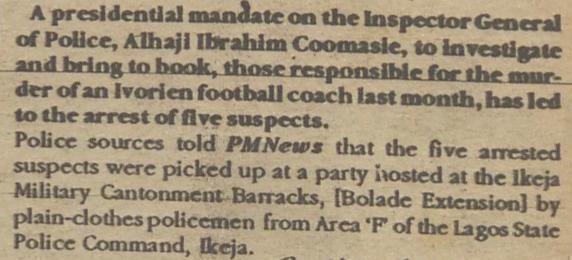 A presidential mandate on the Inspector General
of Police, Alhaji Ibrahim Coomasie, to investigate
and bring to book, those responsible for the mur-
der of an Ivorien football coach last month, has led
to the arrest of five suspects.
Police sources told PMNews that the five arrested
suspects were picked up at a party hosted at the Ikeja
Military Cantonment Barracks, [Bolade Extension] by
plain-clothes policemen from Area 'F' of the Lagos State
Police Command, Ikeja.